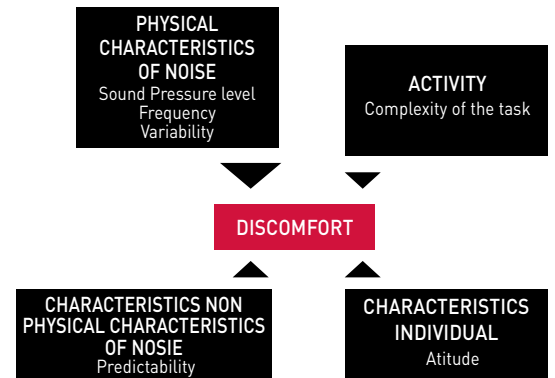 PHYSICAL
CHARACTERISTICS
OF NOISE
Sound Pressure level
Frequency
Variability
ACTIVITY
Complexity of the task
DISCOMFORT
CHARACTERISTICS NON
PHYSICAL CHARACTERISTICS
OF NOSIE
Predictability
CHARACTERISTICS
INDIVIDUAL
Atitude